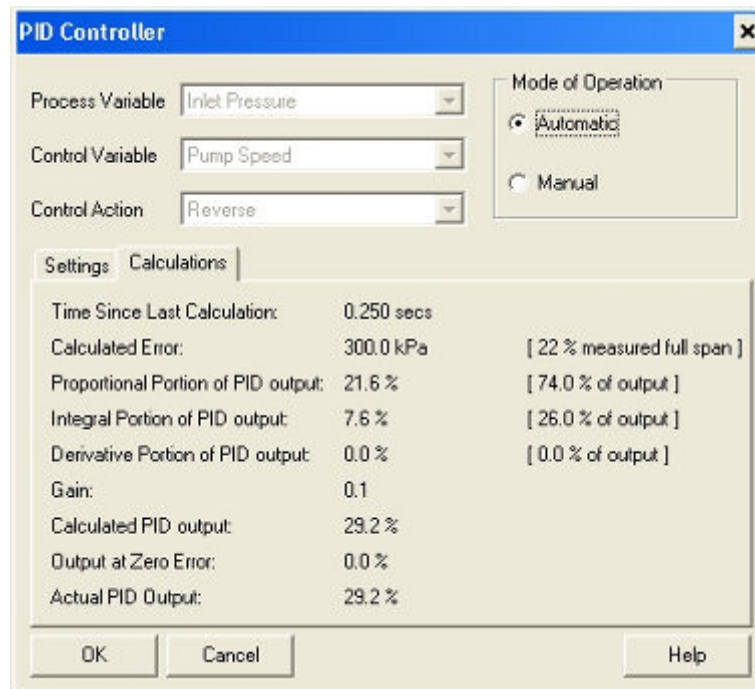 PID Controller
Process Variable Inlet Pressure
Control Variable Pump Speed
Control Action Reverse
Mode of Operation
Automatic
Manual
Settings Calculations
Time Since Last Calculation: 0.250 secs
Calculated Error: 300.0 kPa [ 22 % measured full span ]
Proportional Portion of PID output: 21.6 % [ 74.0 % of output ]
Integral Portion of PID output: 7.6 % [ 26.0 % of output ]
Derivative Portion of PID output: 0.0 % [ 0.0 % of output ]
Gain: 0.1
Calculated PID output: 29.2 %
Output at Zero Error: 0.0 %
Actual PID Output: 29.2 %
OK Cancel Help